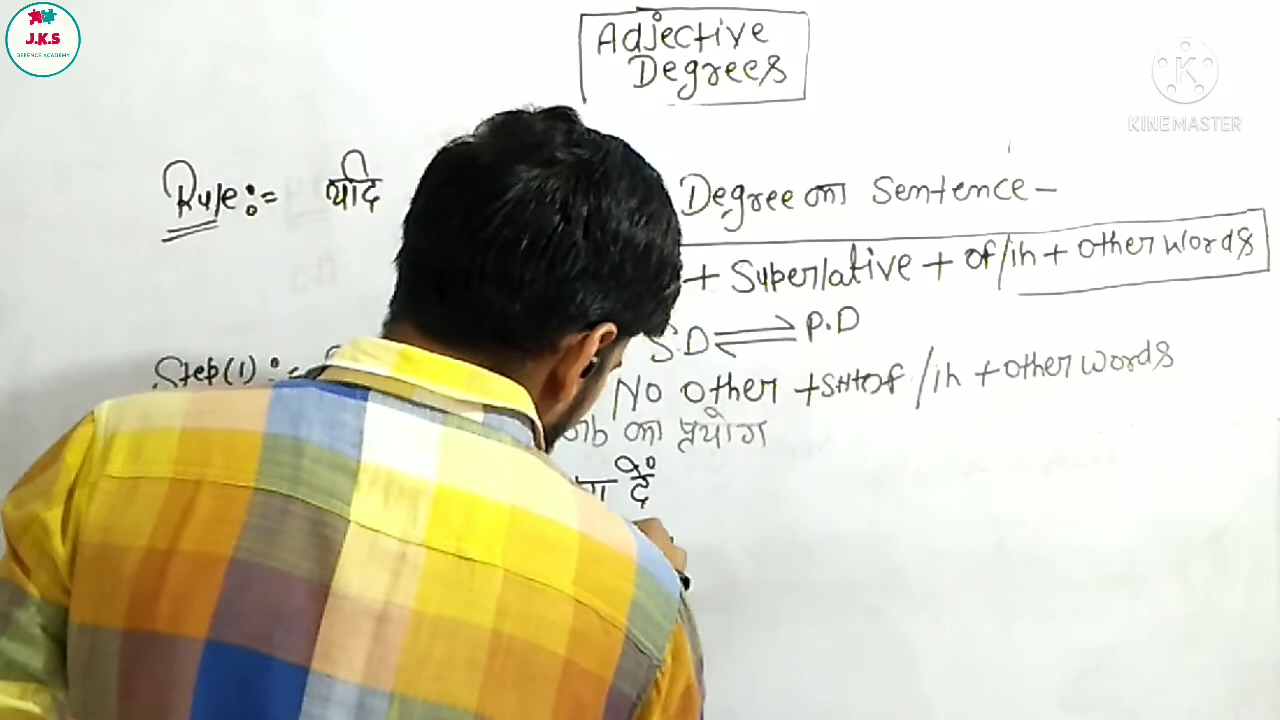 J.K.S
DEFENCE ACADEMY
Adjective
Degrees
KINEMASTER
Rule:= यदि Degree का Sentence –
+ Superlative + of/in + other words
S.D ⇌ P.D
Step(1) := No other + of/in + other words
का प्रयोग
दें